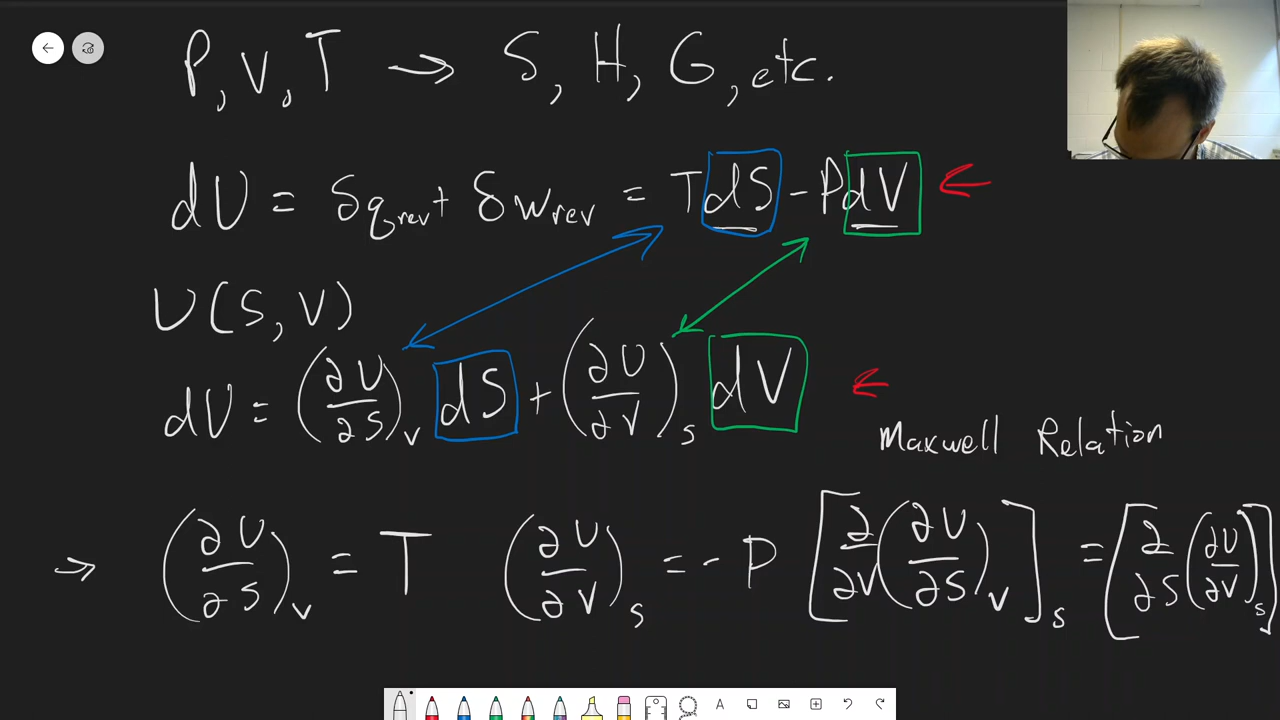 P, V, T → S, H, G, etc.
dU = δq_rev + δw_rev = TdS - PdV ←
U(S, V)
dU = (∂U/∂S)_V dS + (∂U/∂V)_S dV ←
Maxwell Relation
→ (∂U/∂S)_V = T (∂U/∂V)_S = - P [∂/∂V (∂U/∂S)_V]_S = [∂/∂S (∂U/∂V)_S]
A